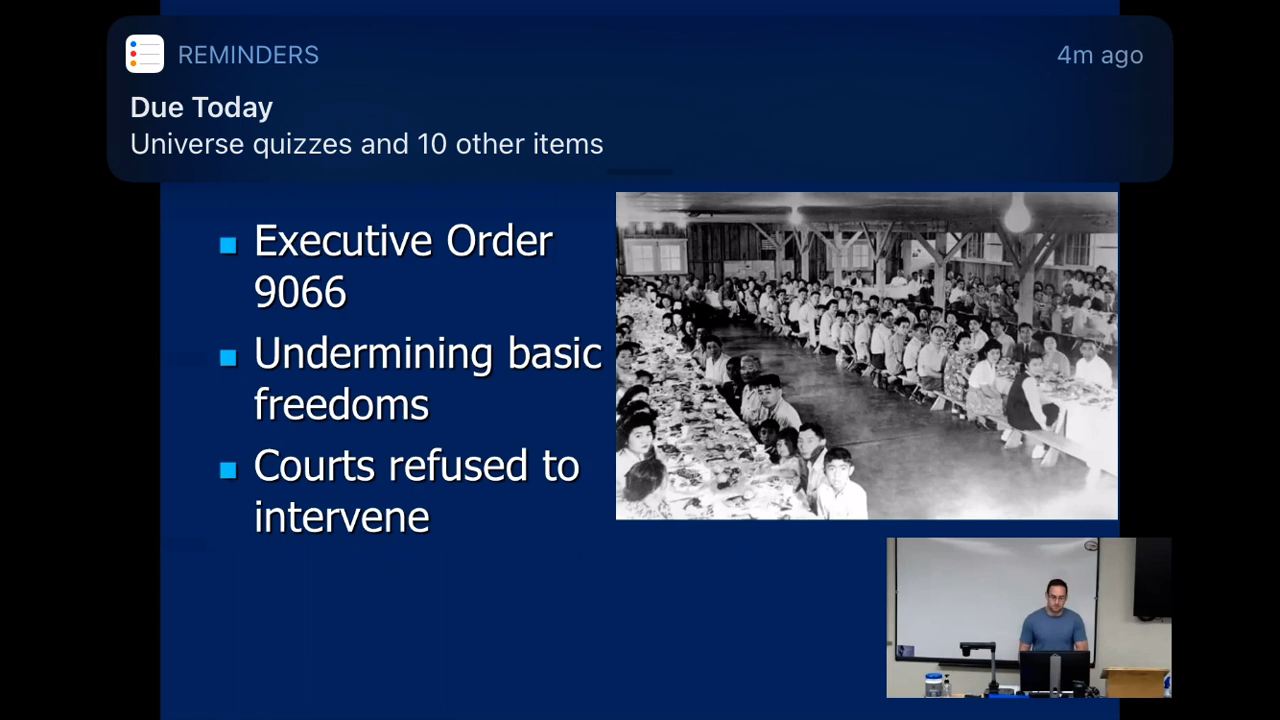 REMINDERS
4m ago
Due Today
Universe quizzes and 10 other items
Executive Order
9066
Undermining basic
freedoms
Courts refused to
intervene